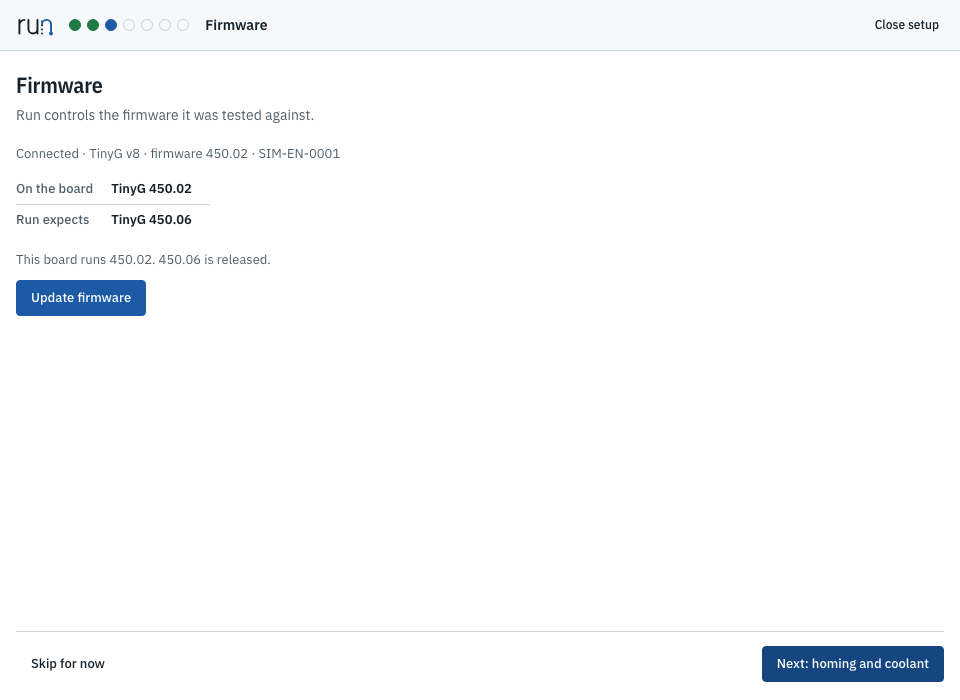 run Firmware Close setup
Firmware
Run controls the firmware it was tested against.
Connected · TinyG v8 · firmware 450.02 · SIM-EN-0001
On the board TinyG 450.02
Run expects TinyG 450.06
This board runs 450.02. 450.06 is released.
Update firmware
Skip for now Next: homing and coolant